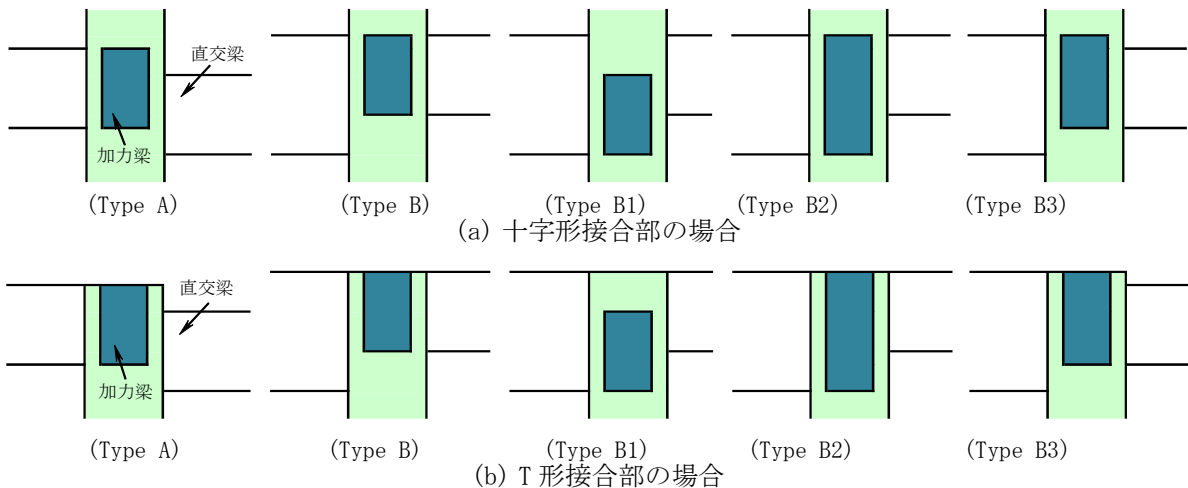 直交梁
加力梁
(Type A) (Type B) (Type B1) (Type B2) (Type B3)
(a) 十字形接合部の場合
直交梁
加力梁
(Type A) (Type B) (Type B1) (Type B2) (Type B3)
(b) T 形接合部の場合